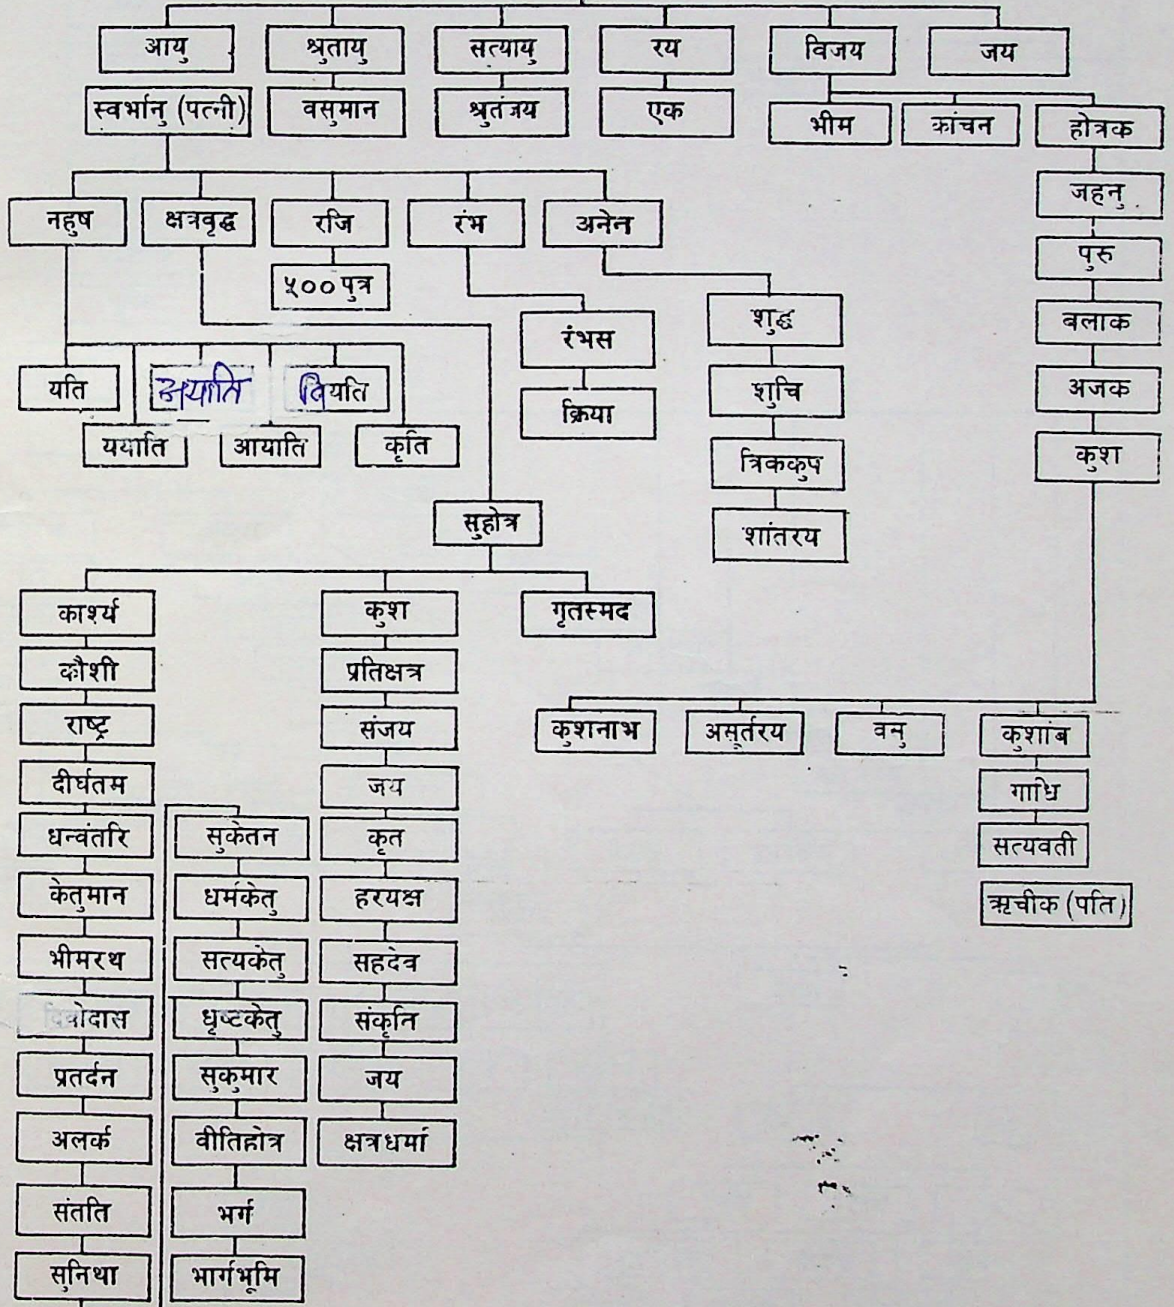 आयु श्रुतायु सत्यायु रय विजय जय
स्वर्भानु (पत्नी) वसुमान श्रुतंजय एक भीम कांचन होत्रक
जहनु
नहुष क्षत्रवृद्ध रजि रंभ अनेन
पुरु
५०० पुत्र
रंभस शुद्ध बलाक
यति अयाति वियति शुचि अजक
क्रिया
ययाति आयाति कृति त्रिककुप कुश
सुहोत्र शांतरय
कार्श्य कुश गृतस्मद
कौशी प्रतिक्षत्र
राष्ट्र संजय कुशनाभ असूर्तरय वनु कुशांब
दीर्घतम जय गाधि
धन्वंतरि सुकेतन कृत सत्यवती
केतुमान धर्मकेतु हरयक्ष ऋचीक (पति)
भीमरथ सत्यकेतु सहदेव
दिवोदास धृष्टकेतु संकृति
प्रतर्दन सुकुमार जय
अलर्क वीतिहोत्र क्षत्रधर्मा
संतति भर्ग
सुनिथा भार्गभूमि